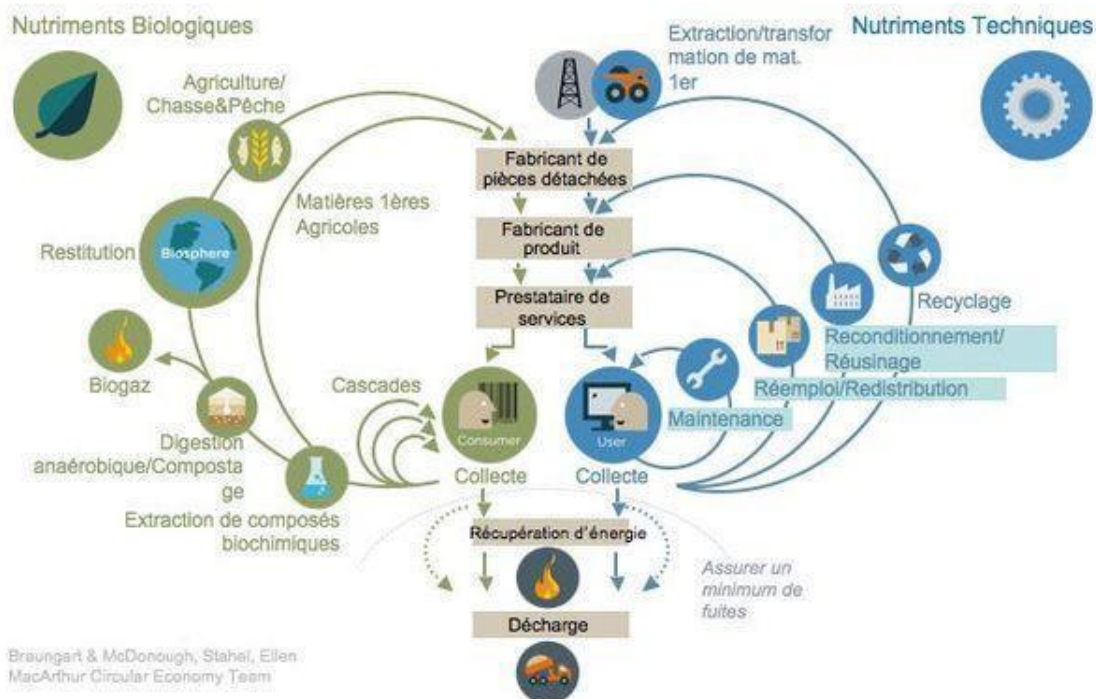 Nutriments Biologiques
Nutriments Techniques
Extraction/transfor
mation de mat.
1er
Agriculture/
Chasse&Pêche
Fabricant de
pièces détachées
Matières 1ères
Agricoles
Fabricant de
produit
Restitution
Biosphere
Prestataire de
services
Recyclage
Reconditionnement/
Réusinage
Réemploi/Redistribution
Maintenance
Biogaz
Cascades
Consumer
User
Digestion
anaérobique/Composta
ge
Collecte
Collecte
Extraction de composés
biochimiques
Récupération d'énergie
Assurer un
minimum de
fuites
Décharge
Braungart & McDonough, Stahel, Ellen
MacArthur Circular Economy Team